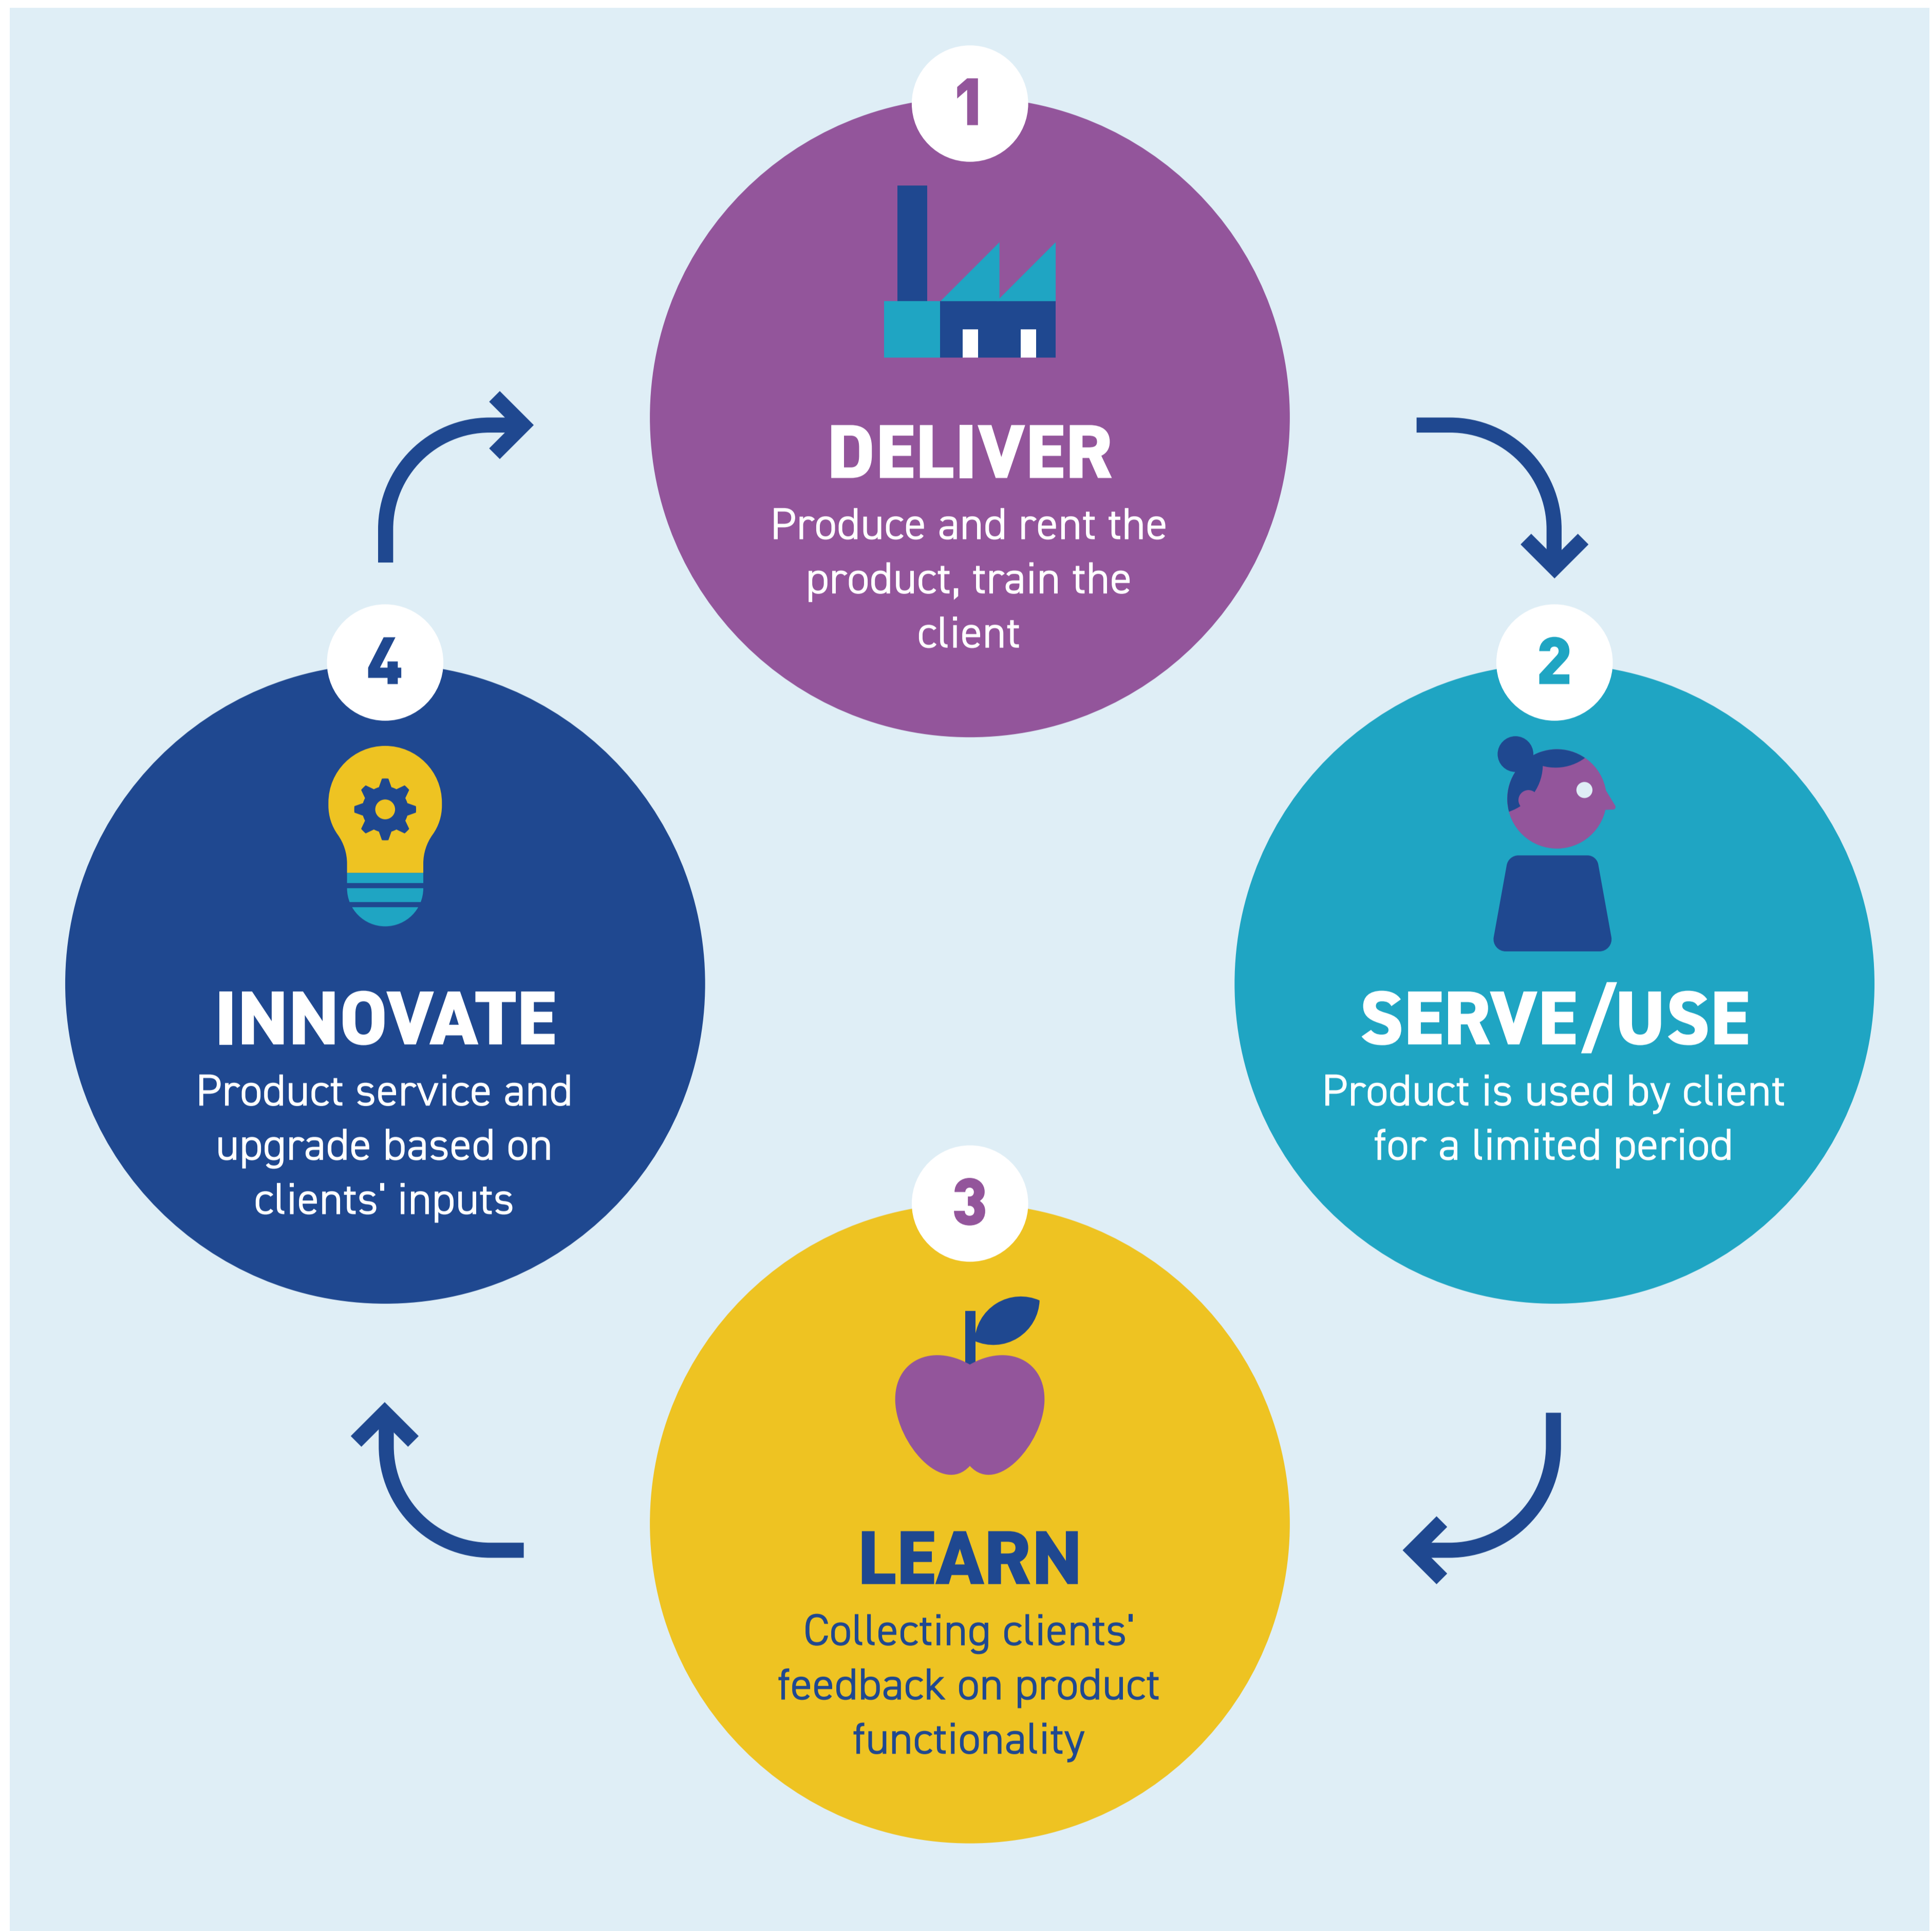 1
DELIVER
Produce and rent the
product, train the
client
2
SERVE/USE
Product is used by client
for a limited period
3
LEARN
Collecting clients'
feedback on product
functionality
4
INNOVATE
Product service and
upgrade based on
clients' inputs